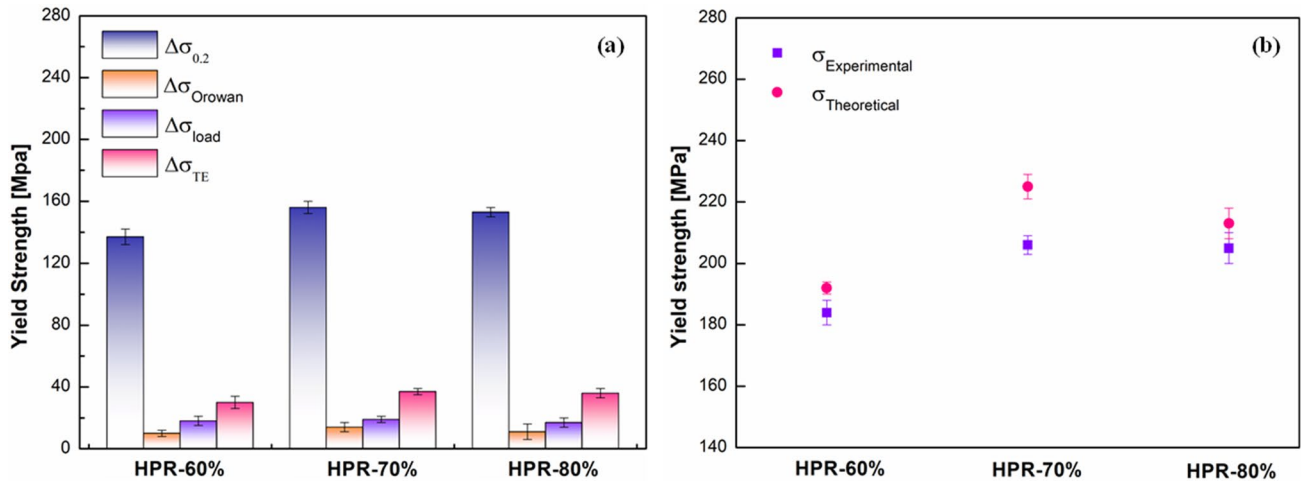 280
240
200
160
120
80
40
0
Yield Strength [Mpa]
Δσ0.2
ΔσOrowan
Δσload
ΔσTE
(a)
HPR-60%
HPR-70%
HPR-80%
280
260
240
220
200
180
160
140
Yield strength [MPa]
σExperimental
σTheoretical
(b)
HPR-60%
HPR-70%
HPR-80%